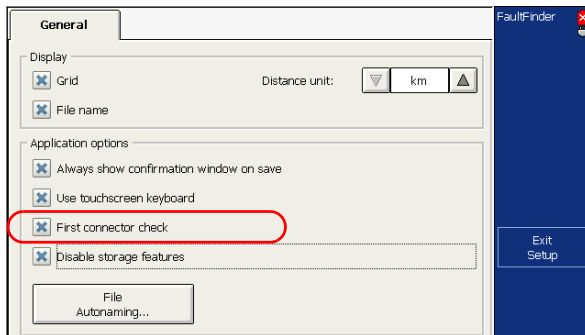 General
FaultFinder
Display
Grid
Distance unit:
km
File name
Application options
Always show confirmation window on save
Use touchscreen keyboard
First connector check
Disable storage features
File
Autonaming...
Exit
Setup